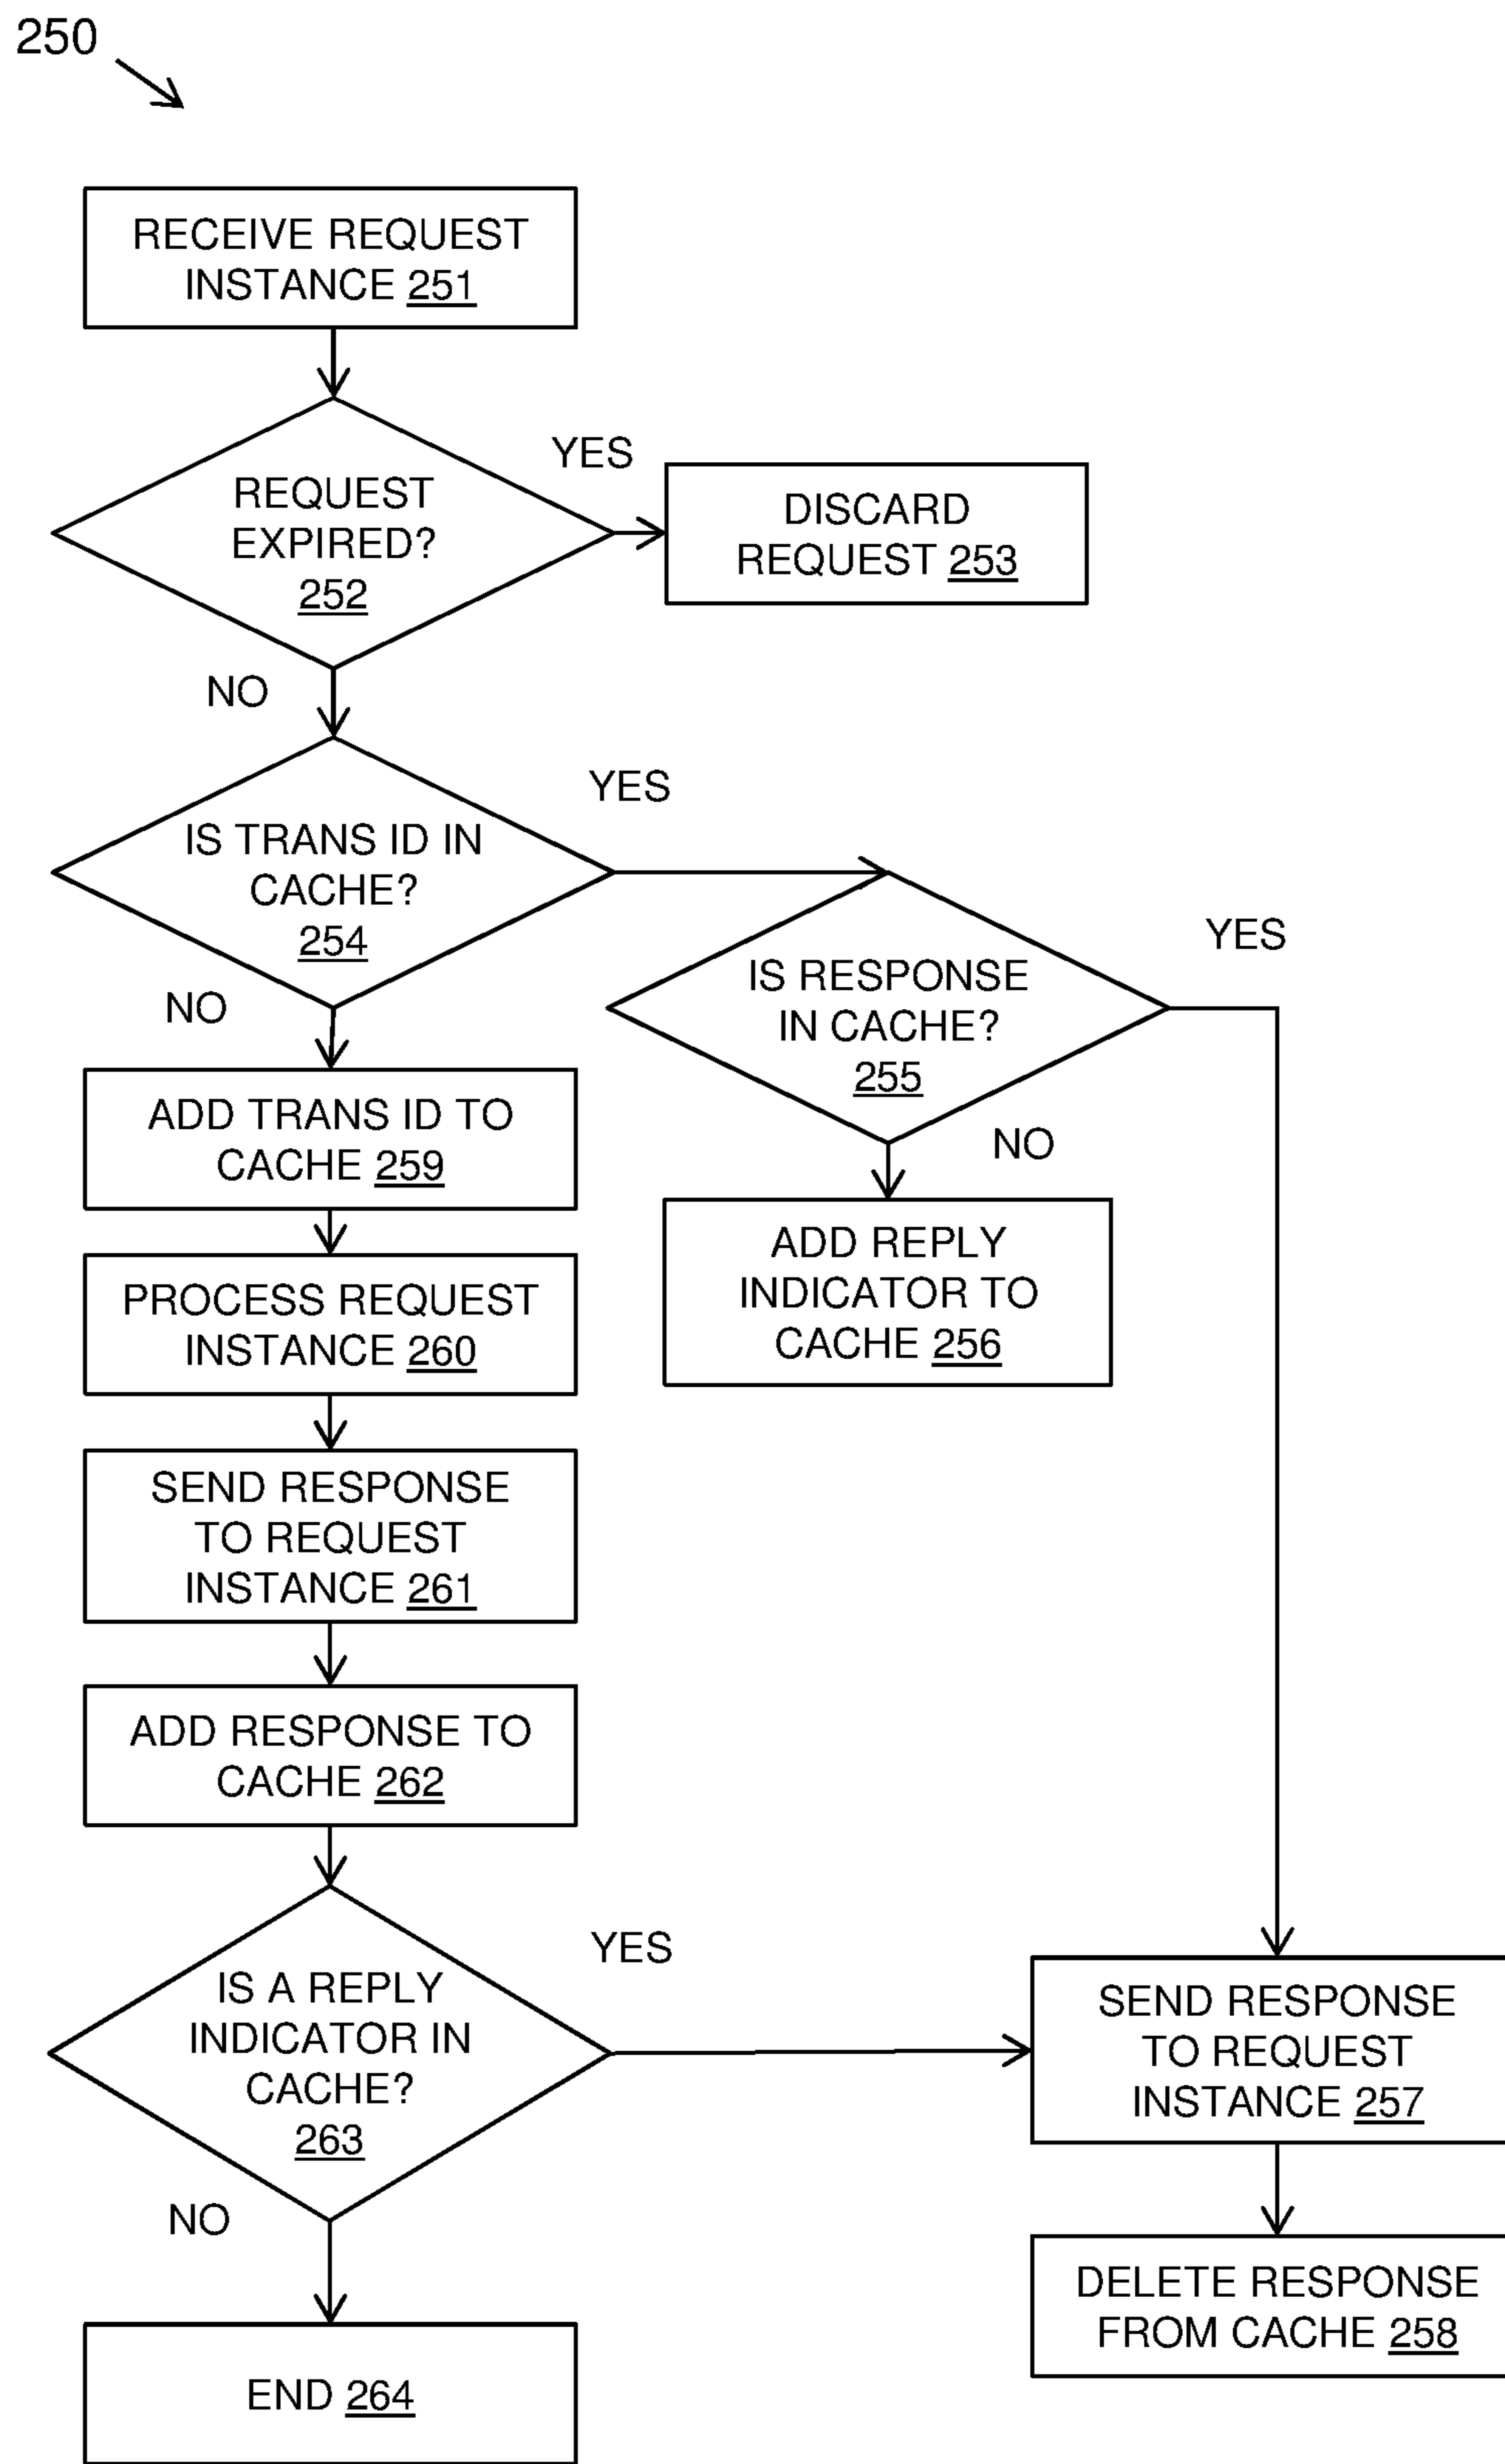 250
RECEIVE REQUEST
INSTANCE 251
REQUEST
EXPIRED?
252
YES
DISCARD
REQUEST 253
NO
IS TRANS ID IN
CACHE?
254
YES
IS RESPONSE
IN CACHE?
255
YES
NO
ADD REPLY
INDICATOR TO
CACHE 256
NO
ADD TRANS ID TO
CACHE 259
PROCESS REQUEST
INSTANCE 260
SEND RESPONSE
TO REQUEST
INSTANCE 261
ADD RESPONSE TO
CACHE 262
IS A REPLY
INDICATOR IN
CACHE?
263
YES
SEND RESPONSE
TO REQUEST
INSTANCE 257
DELETE RESPONSE
FROM CACHE 258
NO
END 264